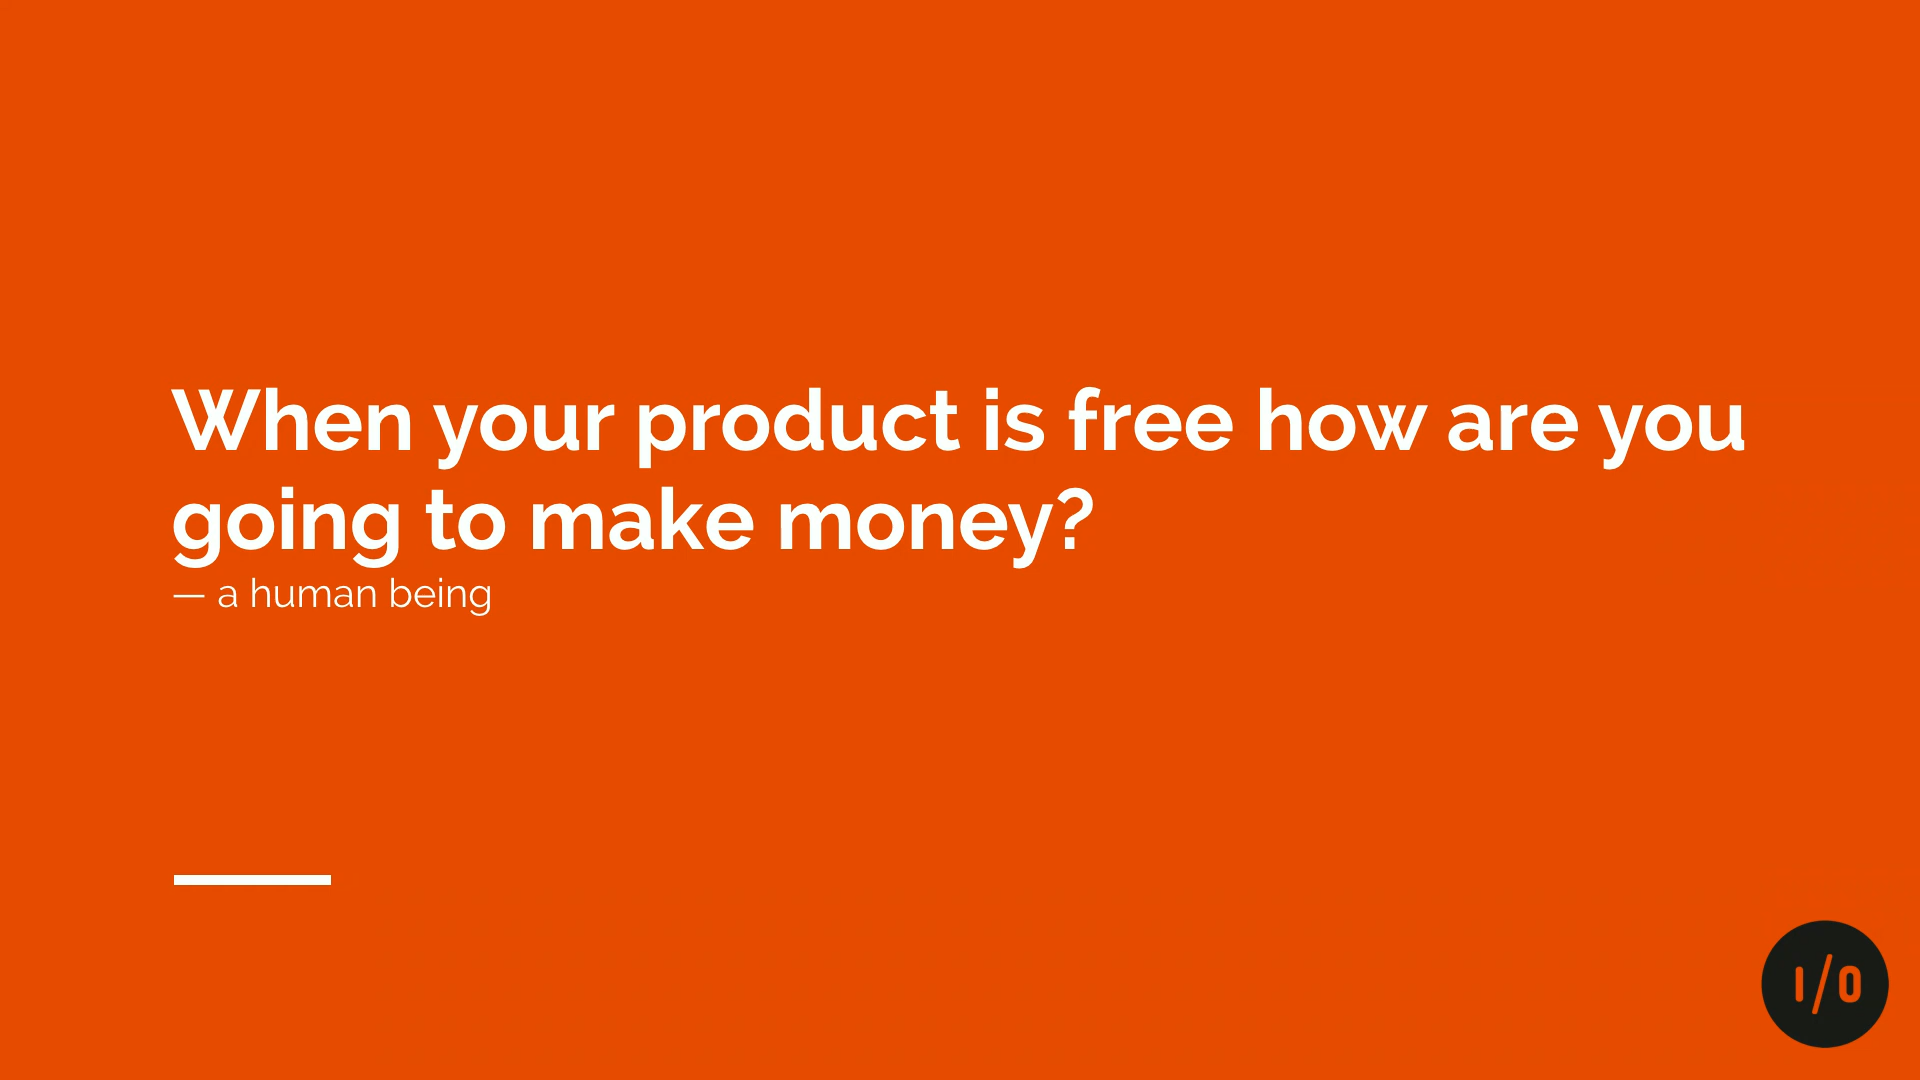 When your product is free how are you
going to make money?
— a human being
I/O